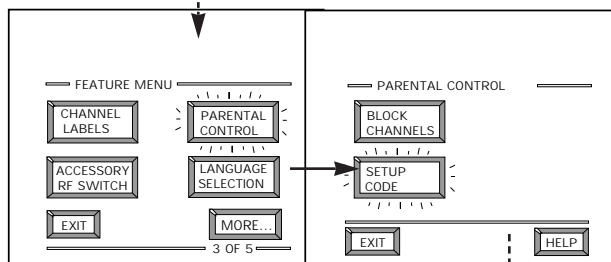 FEATURE MENU
CHANNEL
LABELS
PARENTAL
CONTROL
ACCESSORY
RF SWITCH
LANGUAGE
SELECTION
EXIT
MORE...
3 OF 5
PARENTAL CONTROL
BLOCK
CHANNELS
SETUP
CODE
EXIT
HELP